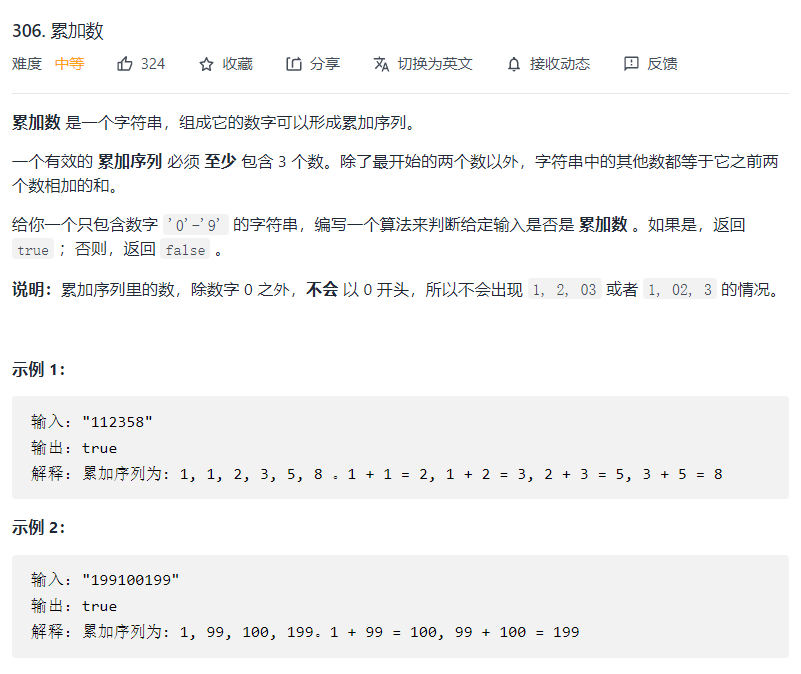 306. 累加数
难度 中等 324 收藏 分享 切换为英文 接收动态 反馈
累加数 是一个字符串，组成它的数字可以形成累加序列。
一个有效的 累加序列 必须 至少 包含 3 个数。除了最开始的两个数以外，字符串中的其他数都等于它之前两
个数相加的和。
给你一个只包含数字 '0'-'9' 的字符串，编写一个算法来判断给定输入是否是 累加数 。如果是，返回
true ；否则，返回 false 。
说明：累加序列里的数，除数字 0 之外，不会 以 0 开头，所以不会出现 1, 2, 03 或者 1, 02, 3 的情况。
示例 1：
输入："112358"
输出：true
解释：累加序列为：1, 1, 2, 3, 5, 8 。1 + 1 = 2, 1 + 2 = 3, 2 + 3 = 5, 3 + 5 = 8
示例 2：
输入："199100199"
输出：true
解释：累加序列为：1, 99, 100, 199。1 + 99 = 100, 99 + 100 = 199